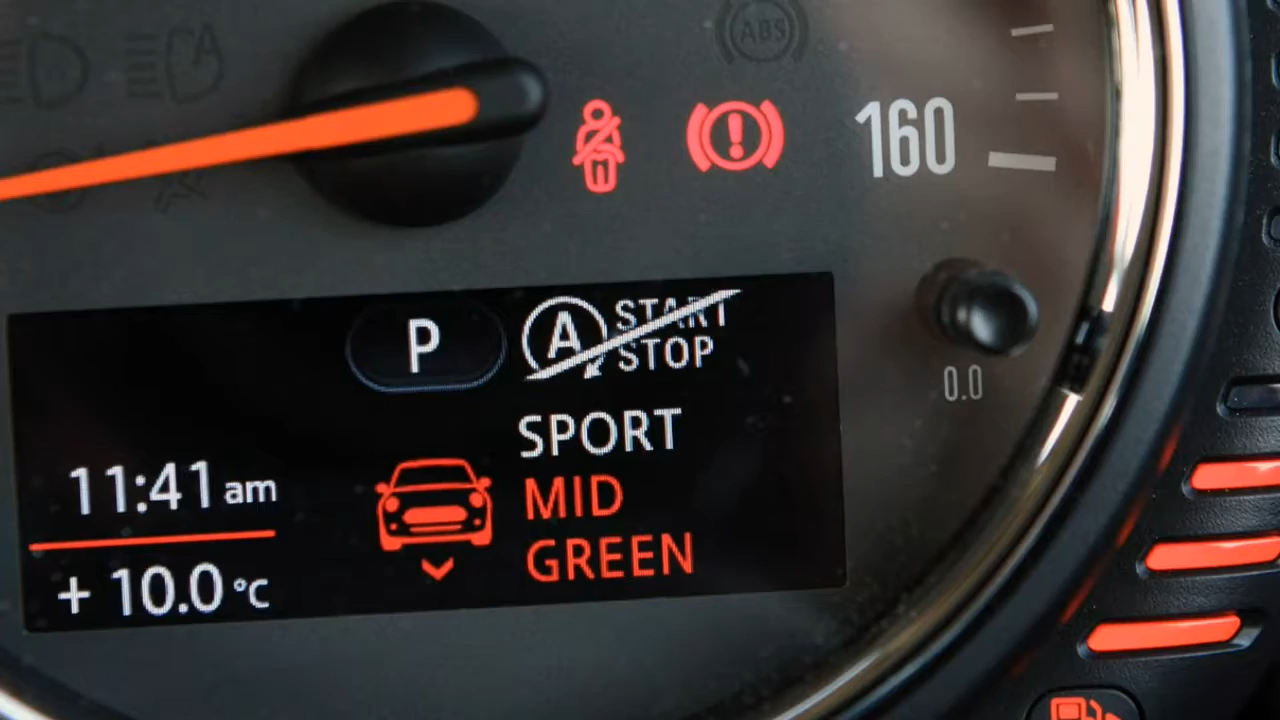 ABS
160
P
A START
STOP
0.0
SPORT
11:41 am
MID
GREEN
+ 10.0 °C